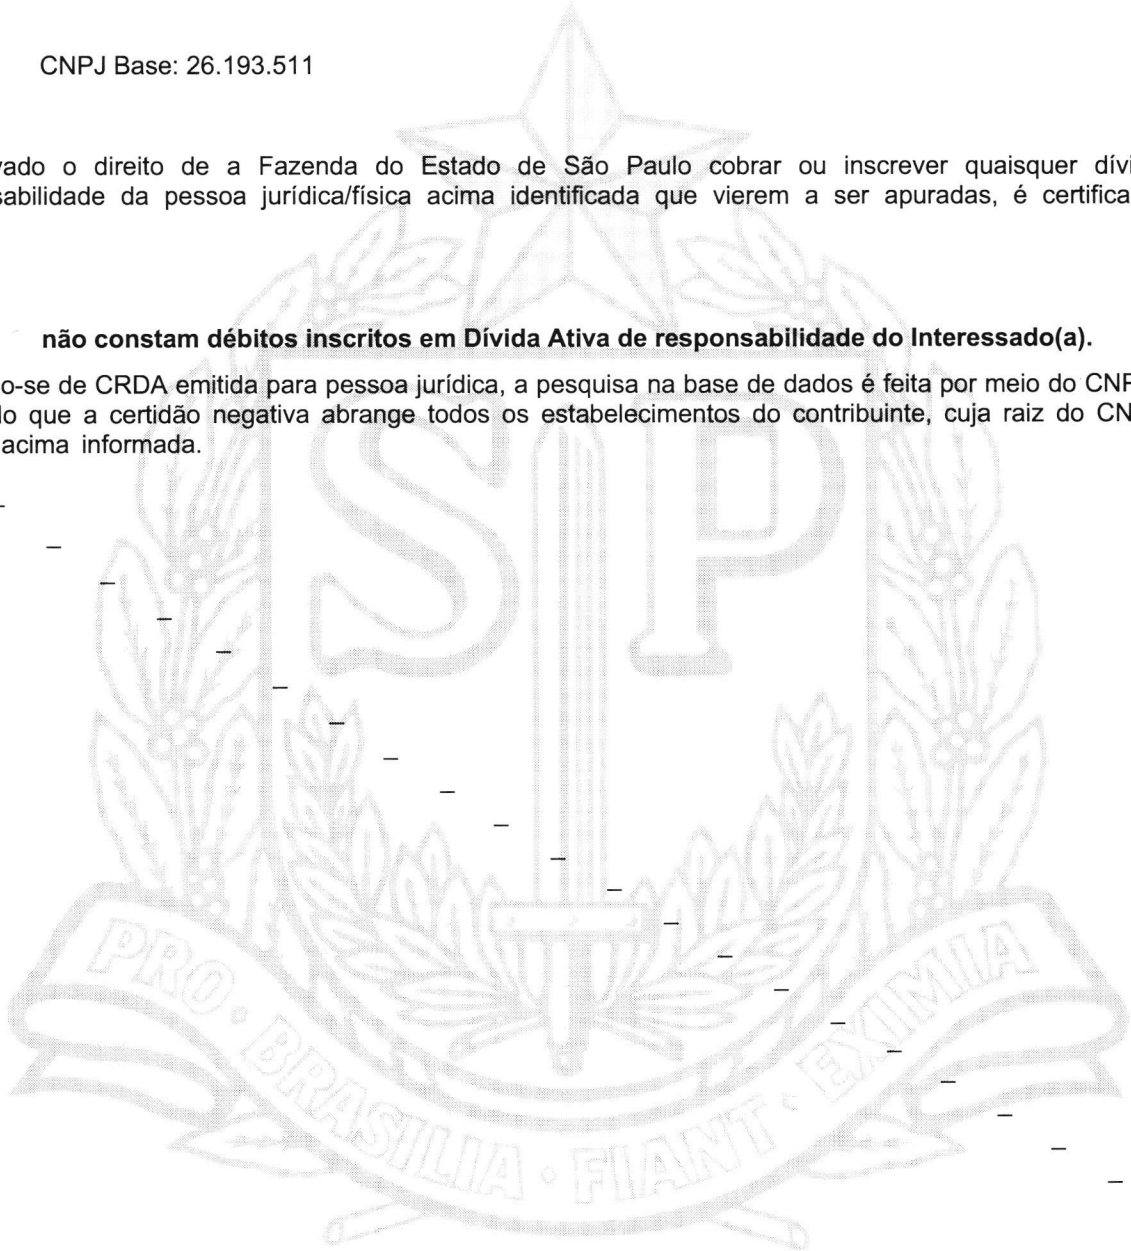 CNPJ Base: 26.193.511
vado o direito de a Fazenda do Estado de São Paulo cobrar ou inscrever quaisquer dívi
sabilidade da pessoa jurídica/física acima identificada que vierem a ser apuradas, é certifica
não constam débitos inscritos em Dívida Ativa de responsabilidade do Interessado(a).
o-se de CRDA emitida para pessoa jurídica, a pesquisa na base de dados é feita por meio do CNP
do que a certidão negativa abrange todos os estabelecimentos do contribuinte, cuja raiz do CN
acima informada.
SP
PRO · BRASILIA · FIANT · EXIMIA